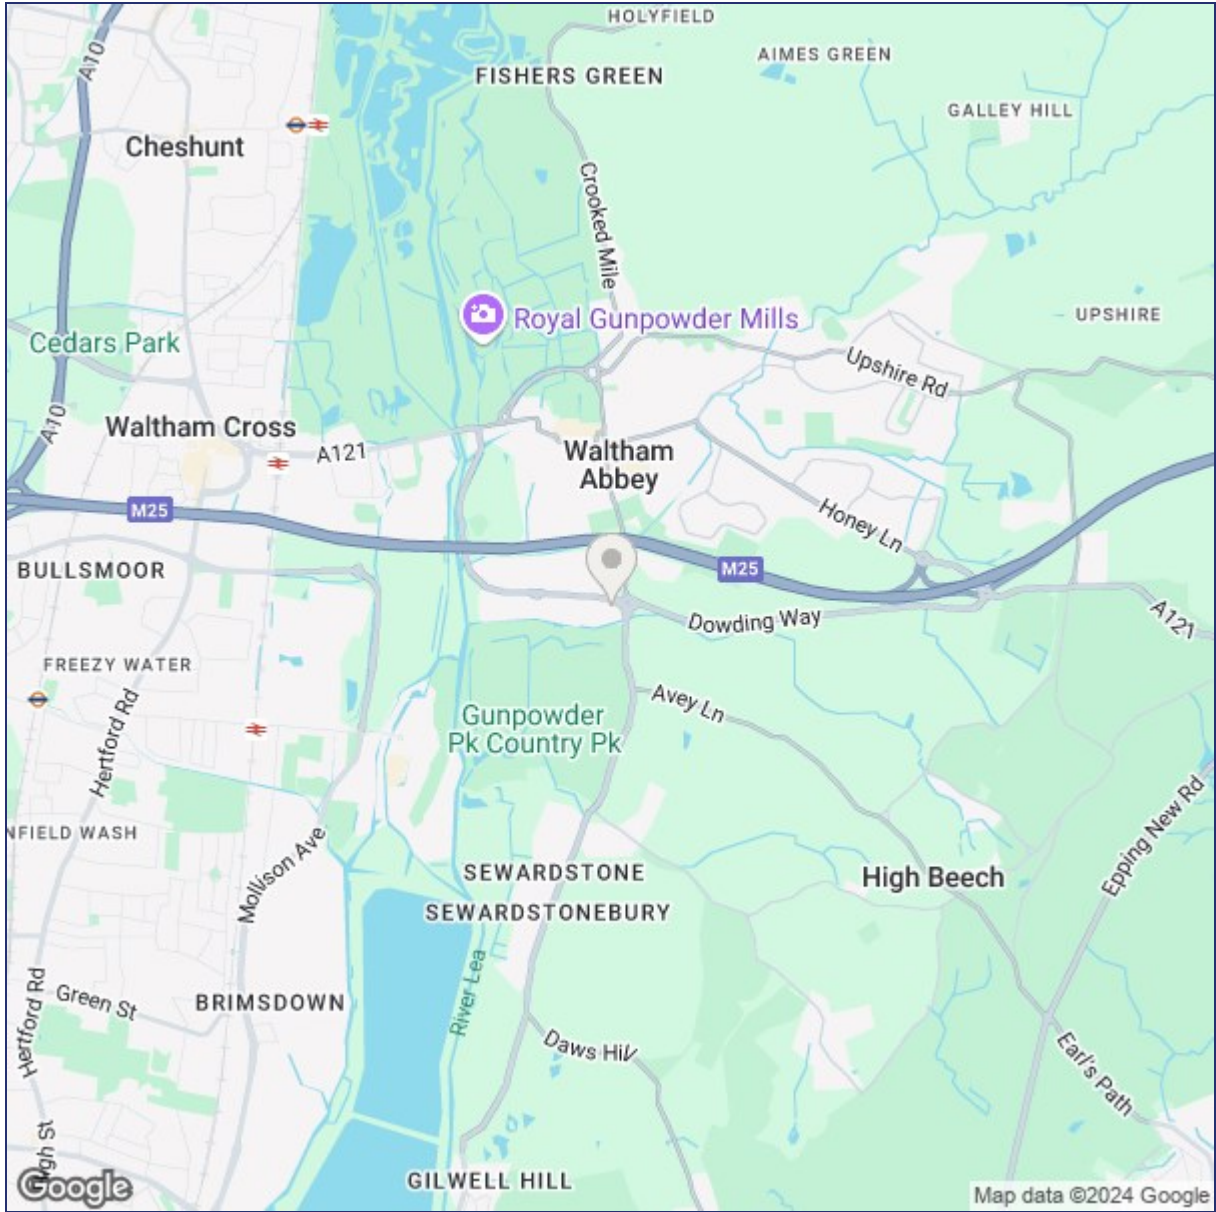 HOLYFIELD
A10
FISHERS GREEN
AIMES GREEN
GALLEY HILL
Cheshunt
Crooked Mile
Royal Gunpowder Mills
UPSHIRE
Cedars Park
Upshire Rd
A10
Waltham Cross
A121
Waltham
Abbey
M25
Honey Ln
BULLSMOOR
M25
Dowding Way
A121
FREEZY WATER
Hertford Rd
Avey Ln
Gunpowder
Pk Country Pk
Epping New Rd
NFIELD WASH
Mollison Ave
SEWARDSTONE
High Beech
SEWARDSTONEBURY
River Lea
Hertford Rd
Green St
BRIMSDOWN
Daws Hil
Earl's Path
High St
GILWELL HILL
Google
Map data ©2024 Google